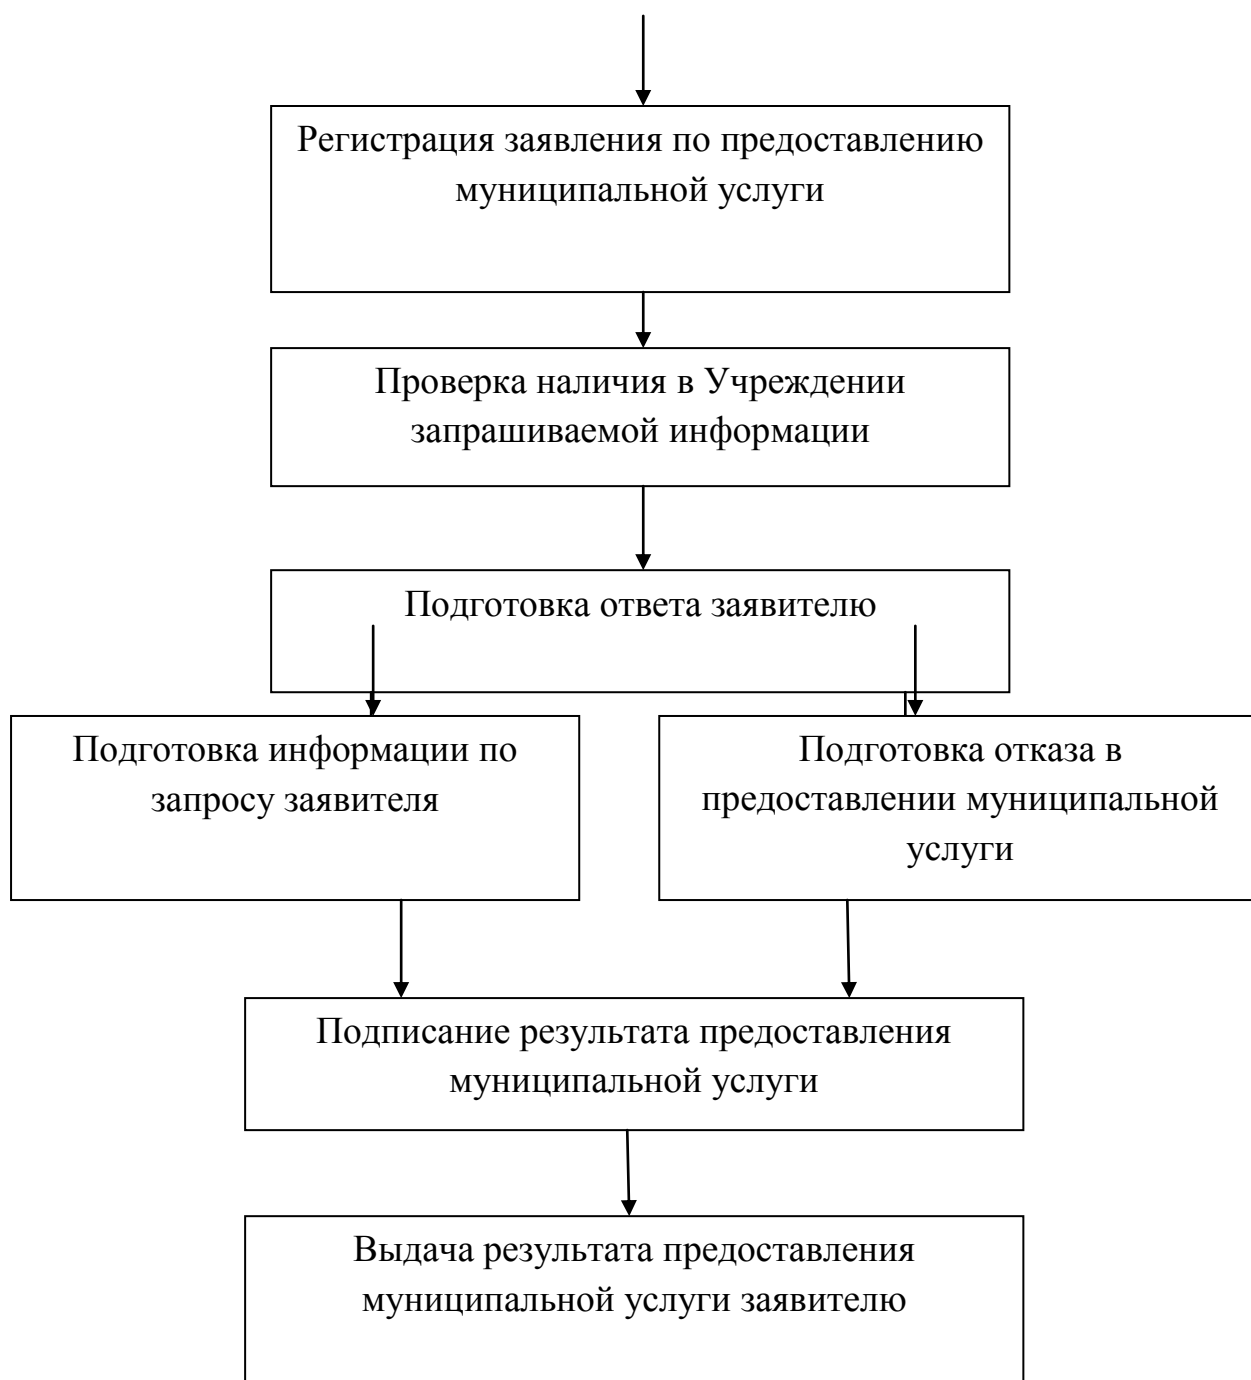 Регистрация заявления по предоставлению
муниципальной услуги
Проверка наличия в Учреждении
запрашиваемой информации
Подготовка ответа заявителю
Подготовка информации по
запросу заявителя
Подготовка отказа в
предоставлении муниципальной
услуги
Подписание результата предоставления
муниципальной услуги
Выдача результата предоставления
муниципальной услуги заявителю